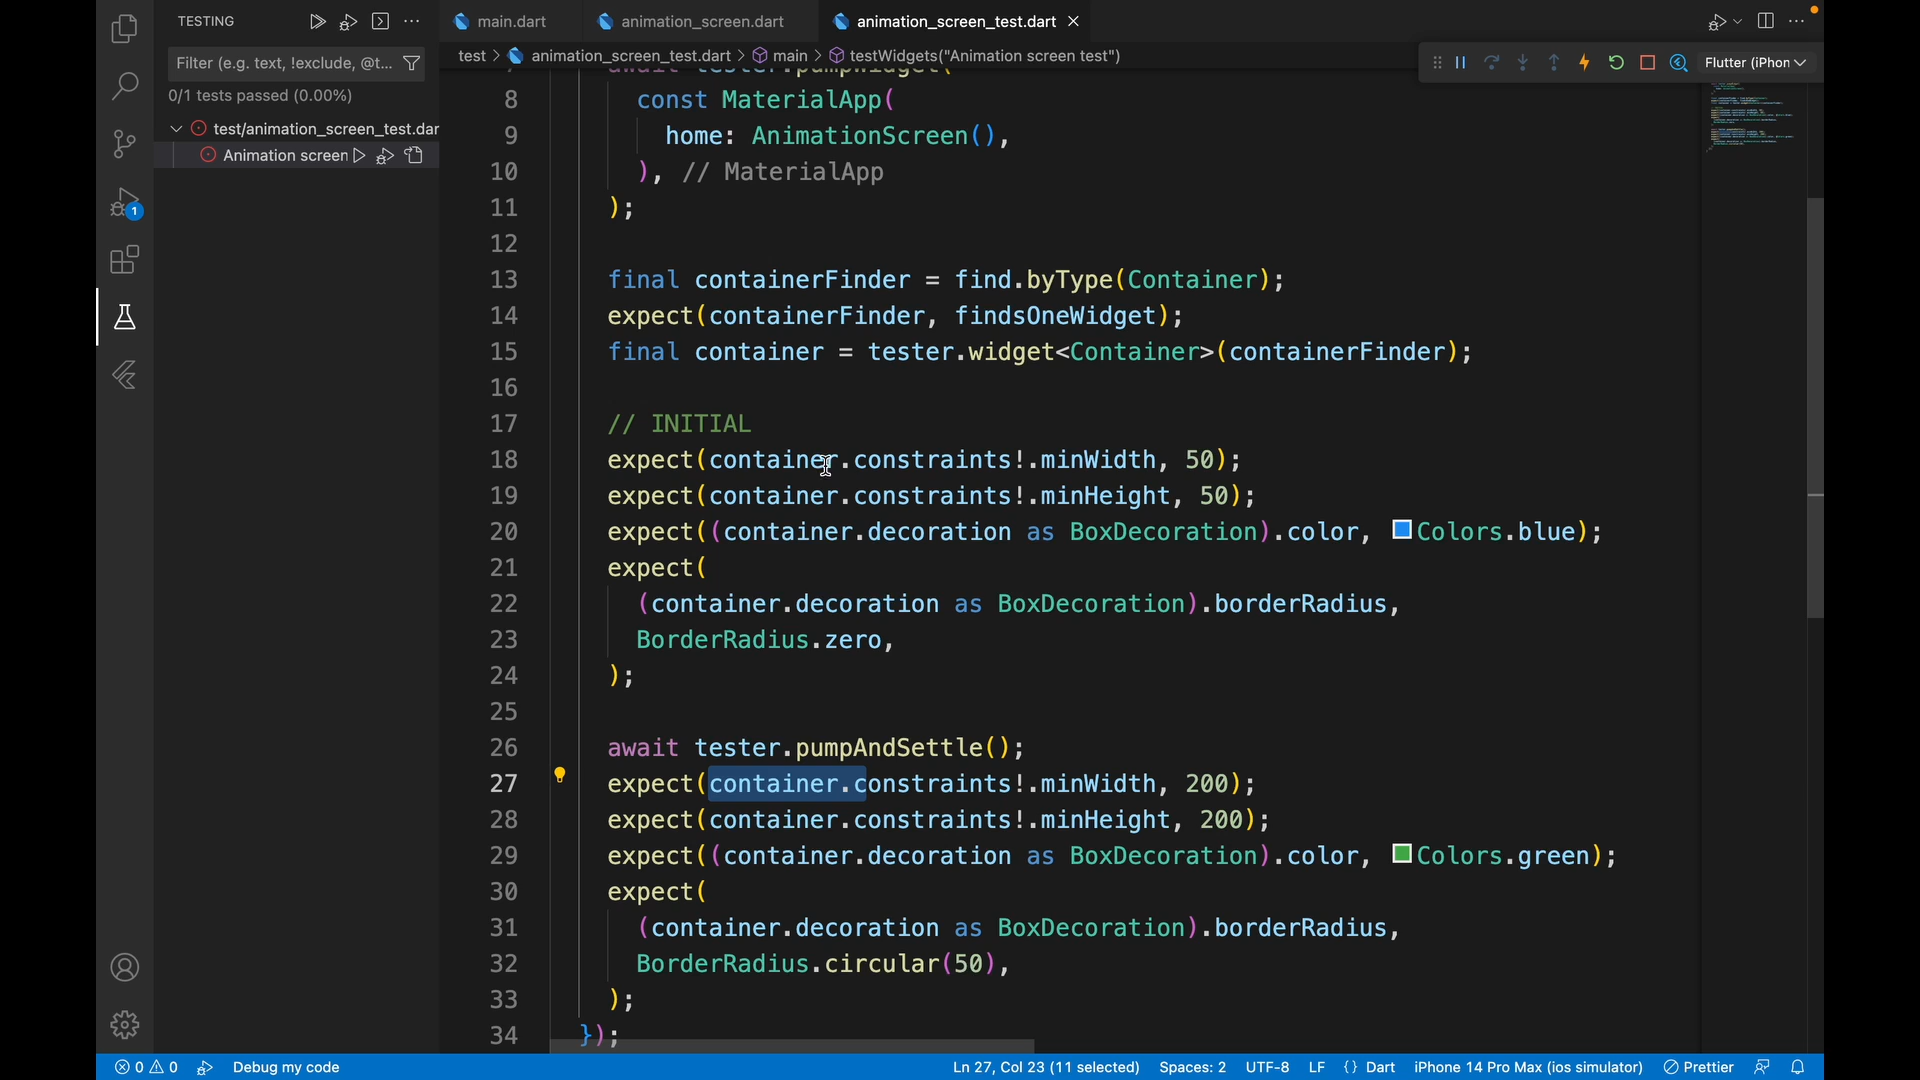 TESTING
main.dart
animation_screen.dart
animation_screen_test.dart
Filter (e.g. text, !exclude, @t...
0/1 tests passed (0.00%)
test/animation_screen_test.dar
Animation screen
test > animation_screen_test.dart > main > testWidgets("Animation screen test")
Flutter (iPhon
await tester.pumpWidget(
8 const MaterialApp(
9 home: AnimationScreen(),
10 ), // MaterialApp
11 );
12
13 final containerFinder = find.byType(Container);
14 expect(containerFinder, findsOneWidget);
15 final container = tester.widget<Container>(containerFinder);
16
17 // INITIAL
18 expect(container.constraints!.minWidth, 50);
19 expect(container.constraints!.minHeight, 50);
20 expect((container.decoration as BoxDecoration).color, Colors.blue);
21 expect(
22 (container.decoration as BoxDecoration).borderRadius,
23 BorderRadius.zero,
24 );
25
26 await tester.pumpAndSettle();
27 expect(container.constraints!.minWidth, 200);
28 expect(container.constraints!.minHeight, 200);
29 expect((container.decoration as BoxDecoration).color, Colors.green);
30 expect(
31 (container.decoration as BoxDecoration).borderRadius,
32 BorderRadius.circular(50),
33 );
34 });
1
0 0 Debug my code
Ln 27, Col 23 (11 selected) Spaces: 2 UTF-8 LF {} Dart iPhone 14 Pro Max (ios simulator) Prettier